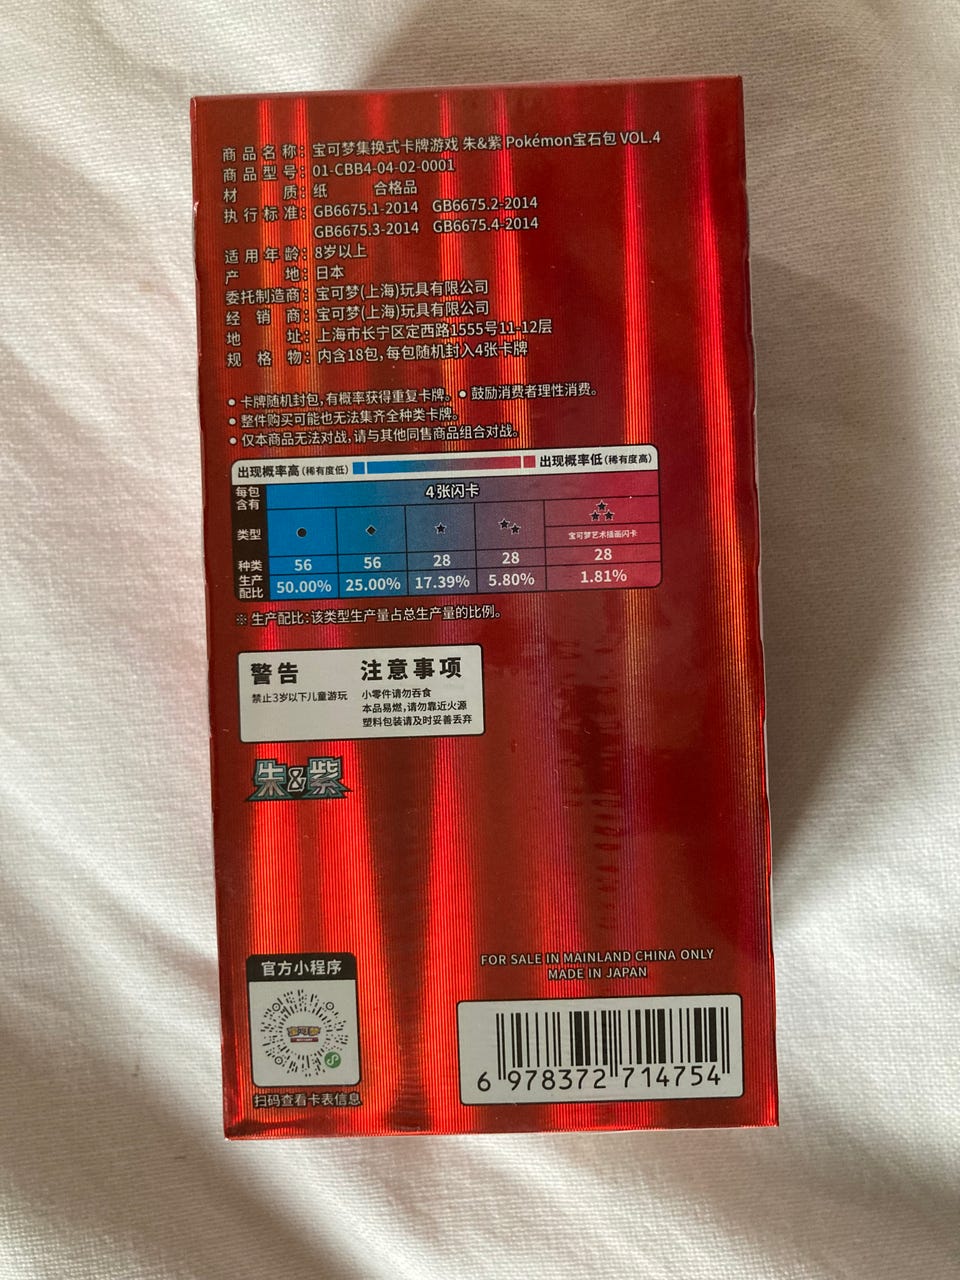 商品名称：宝可梦集换式卡牌游戏 朱&紫 Pokémon宝石包 VOL.4
商品型号：01-CBB4-04-02-0001
材质：纸 合格品
执行标准：GB6675.1-2014 GB6675.2-2014
GB6675.3-2014 GB6675.4-2014
适用年龄：8岁以上
产地：日本
委托制造商：宝可梦(上海)玩具有限公司
经销商：宝可梦(上海)玩具有限公司
地址：上海市长宁区定西路1555号11-12层
规格物：内含18包，每包随机封入4张卡牌
● 卡牌随机封包，有概率获得重复卡牌。 ● 鼓励消费者理性消费。
● 整件购买可能也无法集齐全种类卡牌。
● 仅本商品无法对战，请与其他同售商品组合对战。
出现概率高（稀有度低） 出现概率低（稀有度高）
每包含有 4张闪卡
类型 ● ◆ ★ ★★ ★★★ 宝可梦艺术插画闪卡
种类 56 56 28 28 28
生产配比 50.00% 25.00% 17.39% 5.80% 1.81%
※ 生产配比：该类型生产量占总生产量的比例。
警告 注意事项
禁止3岁以下儿童游玩 小零件请勿吞食
本品易燃，请勿靠近火源
塑料包装请及时妥善丢弃
朱&紫
FOR SALE IN MAINLAND CHINA ONLY
MADE IN JAPAN
官方小程序
宝可梦
扫码查看卡表信息
6 978372 714754